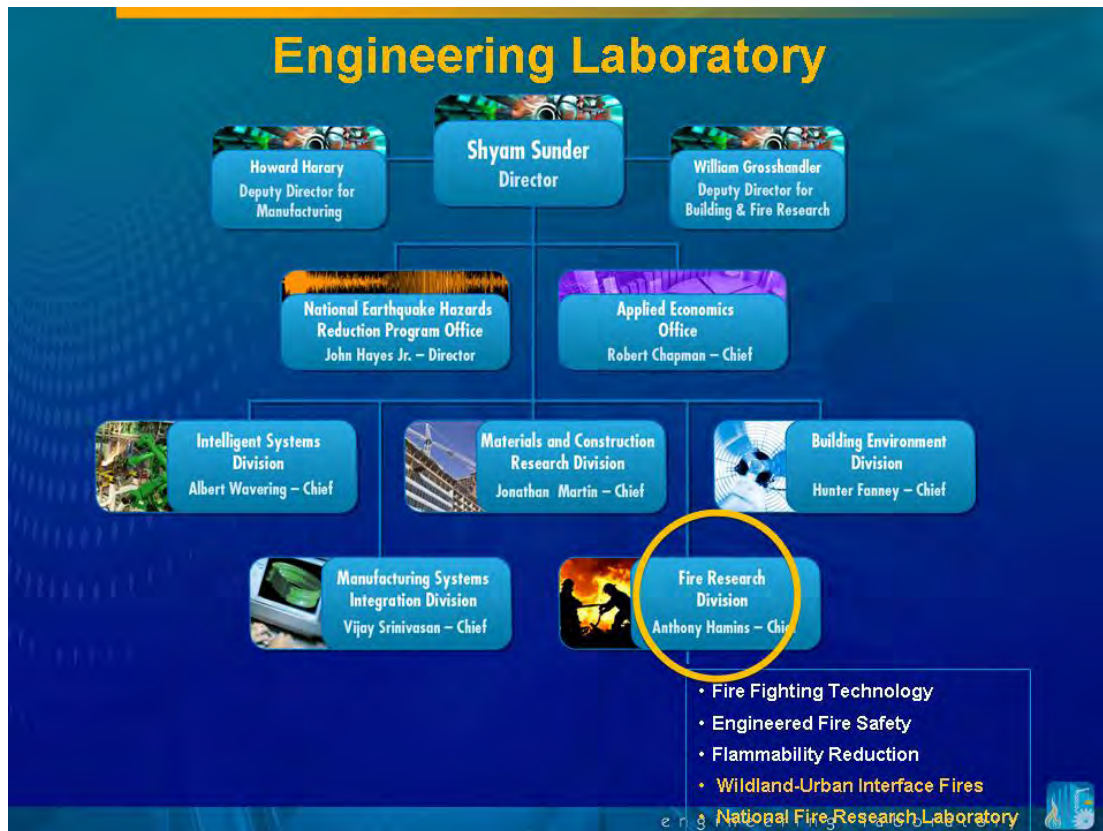 Engineering Laboratory
Shyam Sunder
Director
Howard Harary
Deputy Director for
Manufacturing
William Grosshandler
Deputy Director for
Building & Fire Research
National Earthquake Hazards
Reduction Program Office
John Hayes Jr. – Director
Applied Economics
Office
Robert Chapman – Chief
Intelligent Systems
Division
Albert Wavering – Chief
Materials and Construction
Research Division
Jonathan Martin – Chief
Building Environment
Division
Hunter Fanney – Chief
Manufacturing Systems
Integration Division
Vijay Srinivasan – Chief
Fire Research
Division
Anthony Hamins – Chief
• Fire Fighting Technology
• Engineered Fire Safety
• Flammability Reduction
• Wildland-Urban Interface Fires
• National Fire Research Laboratory